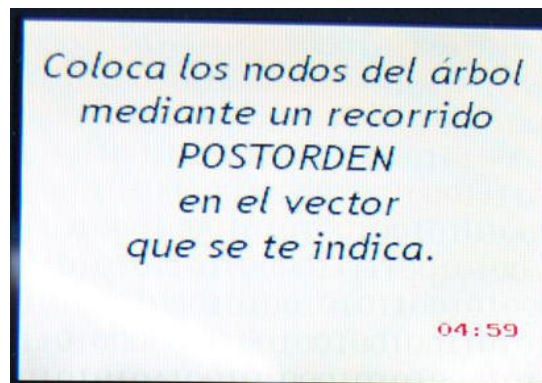 Coloca los nodos del árbol
mediante un recorrido
POSTORDEN
en el vector
que se te indica.
04:59